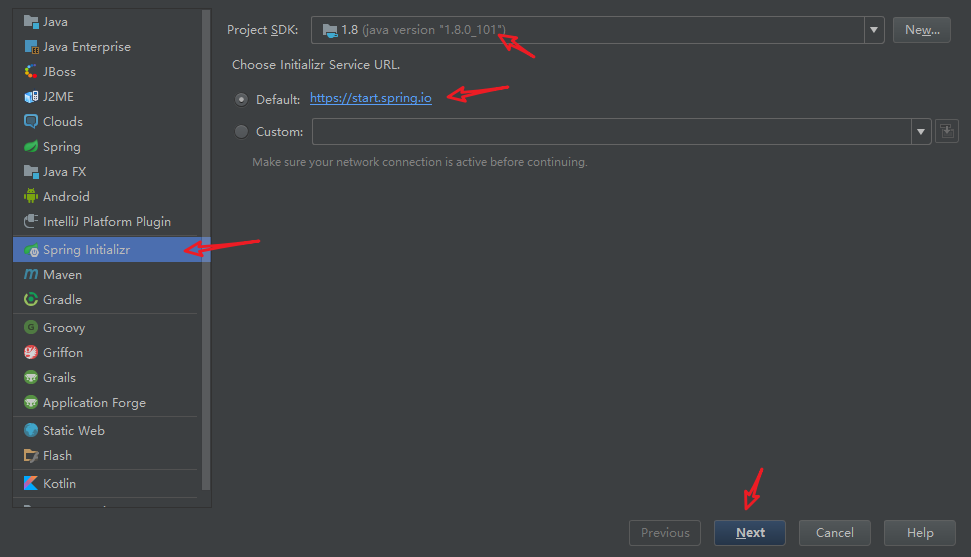 Java
Java Enterprise
JBoss
J2ME
Clouds
Spring
Java FX
Android
IntelliJ Platform Plugin
Spring Initializr
Maven
Gradle
Groovy
Griffon
Grails
Application Forge
Static Web
Flash
Kotlin
Project SDK: 1.8 (java version "1.8.0_101") New...
Choose Initializr Service URL.
Default: https://start.spring.io
Custom:
Make sure your network connection is active before continuing.
Previous Next Cancel Help